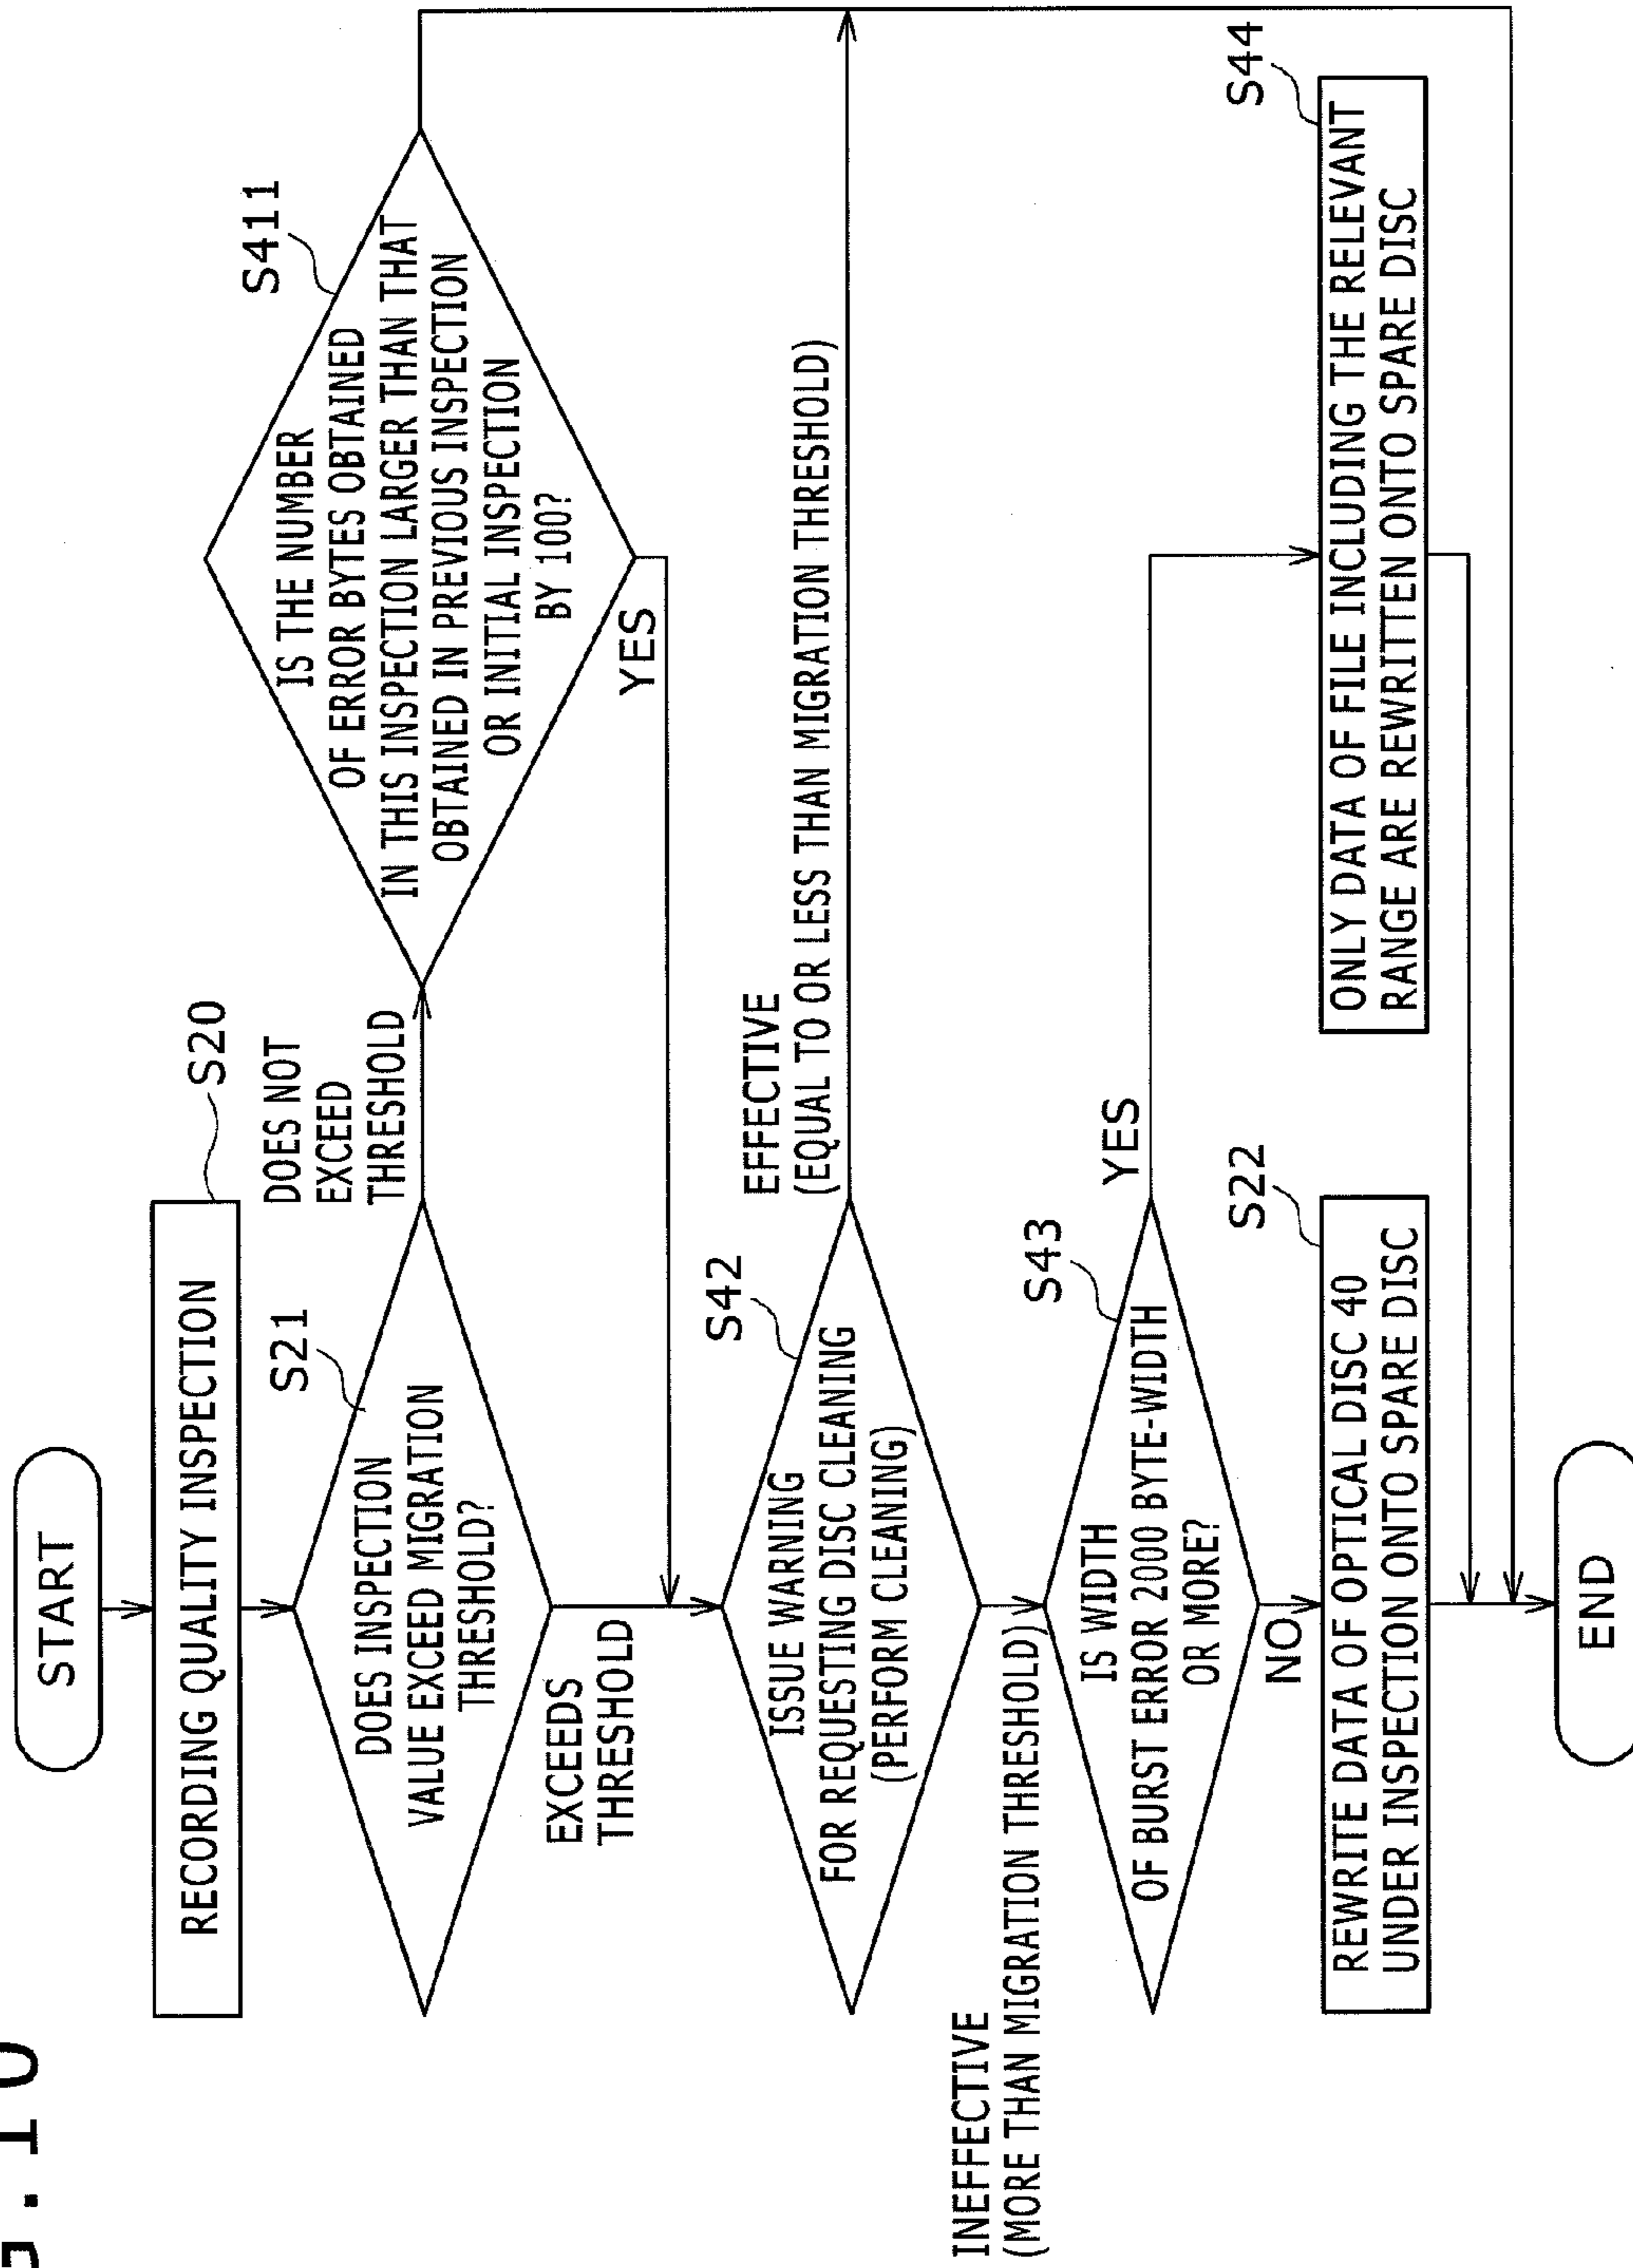 G. 10
START
RECORDING QUALITY INSPECTION
S20
DOES INSPECTION
VALUE EXCEED MIGRATION
THRESHOLD?
S21
DOES NOT
EXCEED
THRESHOLD
IS THE NUMBER
OF ERROR BYTES OBTAINED
IN THIS INSPECTION LARGER THAN THAT
OBTAINED IN PREVIOUS INSPECTION
OR INITIAL INSPECTION
BY 100?
S411
YES
EXCEEDS
THRESHOLD
ISSUE WARNING
FOR REQUESTING DISC CLEANING
(PERFORM CLEANING)
S42
EFFECTIVE
(EQUAL TO OR LESS THAN MIGRATION THRESHOLD)
INEFFECTIVE
(MORE THAN MIGRATION THRESHOLD)
IS WIDTH
OF BURST ERROR 2000 BYTE-WIDTH
OR MORE?
S43
YES
NO
REWRITE DATA OF OPTICAL DISC 40
UNDER INSPECTION ONTO SPARE DISC
S22
ONLY DATA OF FILE INCLUDING THE RELEVANT
RANGE ARE REWRITTEN ONTO SPARE DISC
S44
END